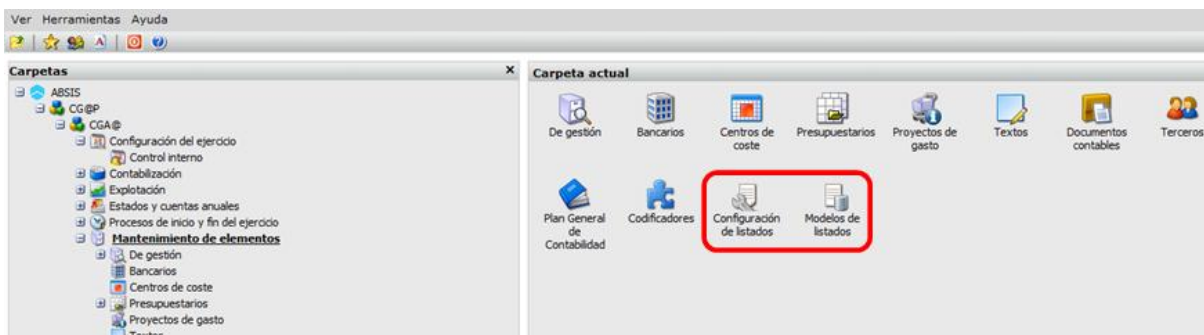 Ver Herramientas Ayuda
Carpetas
ABSIS
CG@P
CGA@
Configuración del ejercicio
Control interno
Contabilización
Explotación
Estados y cuentas anuales
Procesos de inicio y fin del ejercicio
Mantenimiento de elementos
De gestión
Bancarios
Centros de coste
Presupuestarios
Proyectos de gasto
Textos
Carpeta actual
De gestión
Bancarios
Centros de
coste
Presupuestarios
Proyectos de
gasto
Textos
Documentos
contables
Terceros
Plan General
de
Contabilidad
Codificadores
Configuración
de listados
Modelos de
listados